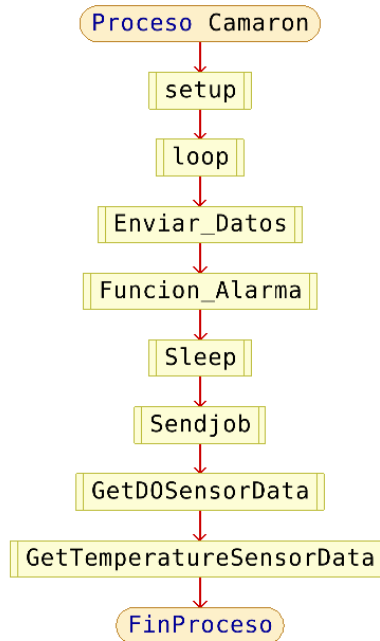 Proceso Camaron
setup
loop
Enviar_Datos
Funcion_Alarma
Sleep
Sendjob
GetDOSensorData
GetTemperatureSensorData
FinProceso